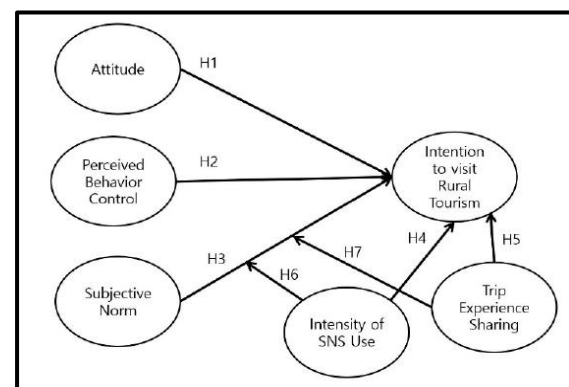 Attitude
H1
Perceived
Behavior
Control
H2
Intention
to visit
Rural
Tourism
H3
H7
H4
H5
H6
Subjective
Norm
Intensity of
SNS Use
Trip
Experience
Sharing